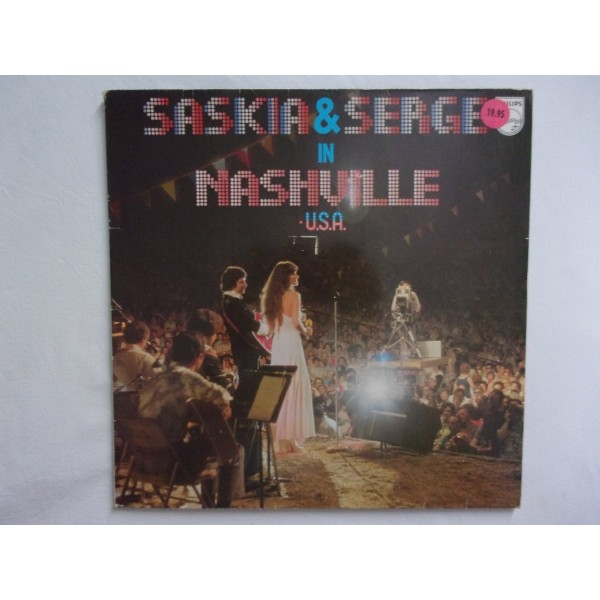 SASKIA & SERGE
PHILIPS
19.95
IN
NASHVILLE
·U.S.A.